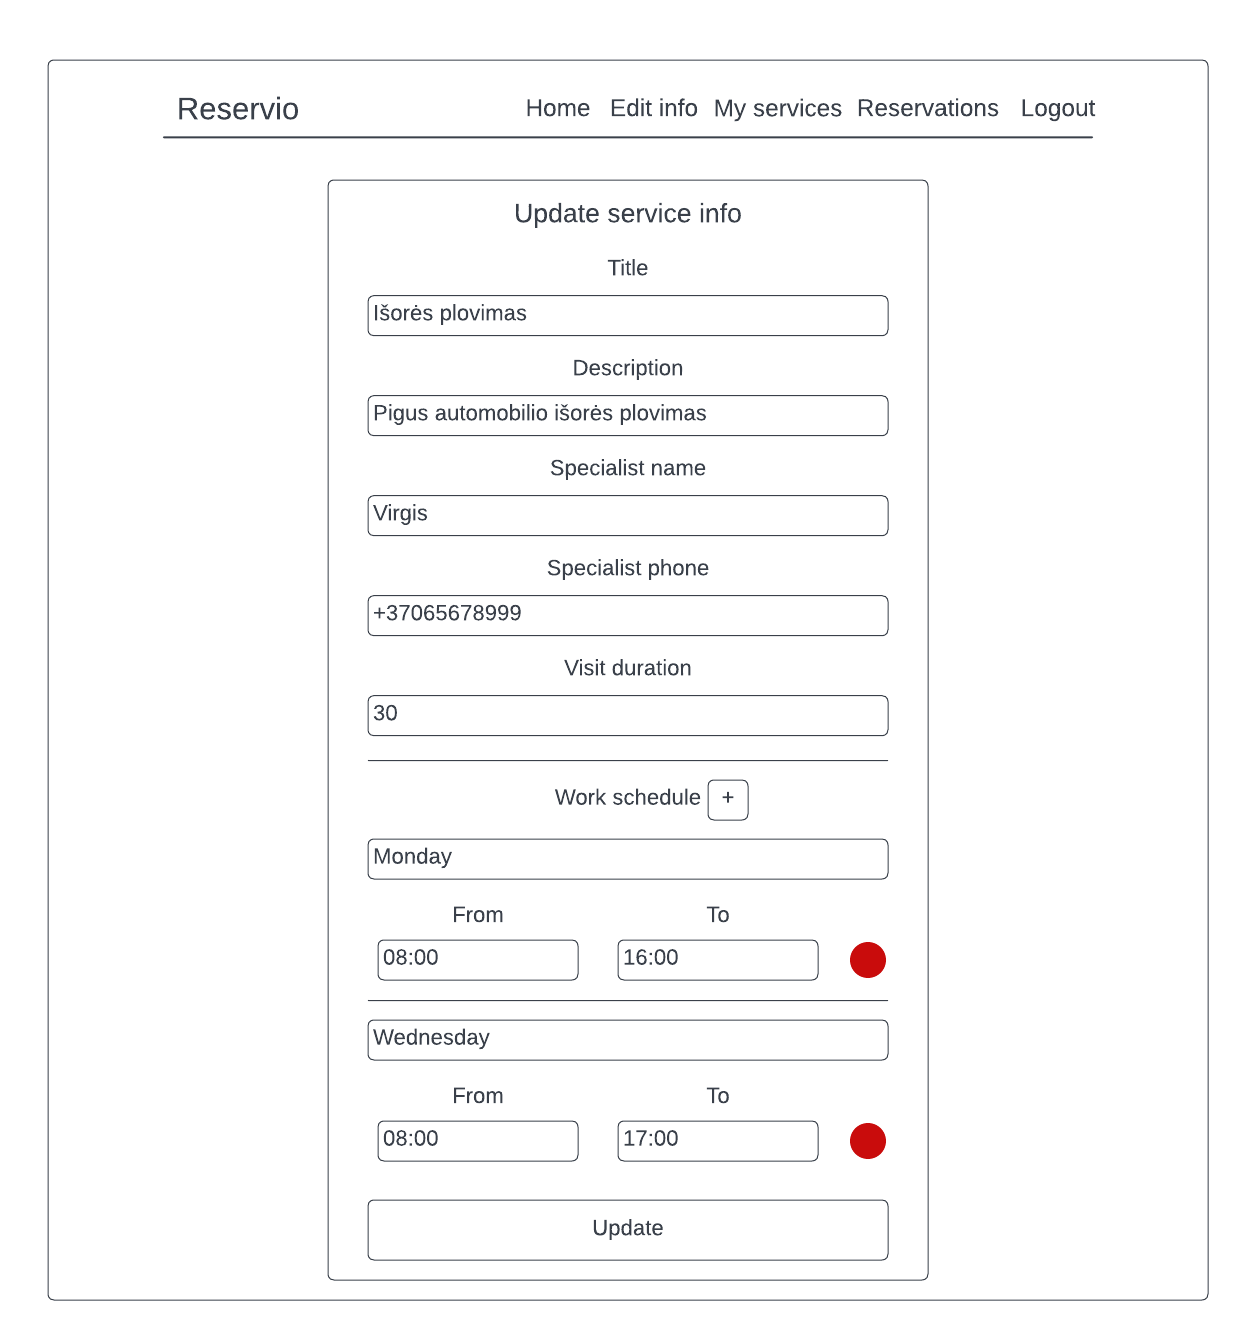 Reservio
Home Edit info My services Reservations Logout
Update service info
Title
Išorės plovimas
Description
Pigus automobilio išorės plovimas
Specialist name
Virgis
Specialist phone
+37065678999
Visit duration
30
Work schedule +
Monday
From To
08:00 16:00
Wednesday
From To
08:00 17:00
Update